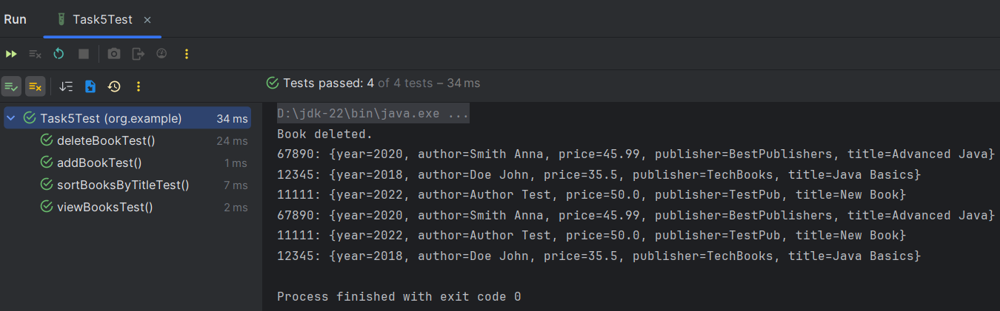 Run Task5Test ×
Tests passed: 4 of 4 tests – 34 ms
Task5Test (org.example) 34 ms
deleteBookTest() 24 ms
addBookTest() 1 ms
sortBooksByTitleTest() 7 ms
viewBooksTest() 2 ms
D:\jdk-22\bin\java.exe ...
Book deleted.
67890: {year=2020, author=Smith Anna, price=45.99, publisher=BestPublishers, title=Advanced Java}
12345: {year=2018, author=Doe John, price=35.5, publisher=TechBooks, title=Java Basics}
11111: {year=2022, author=Author Test, price=50.0, publisher=TestPub, title=New Book}
67890: {year=2020, author=Smith Anna, price=45.99, publisher=BestPublishers, title=Advanced Java}
11111: {year=2022, author=Author Test, price=50.0, publisher=TestPub, title=New Book}
12345: {year=2018, author=Doe John, price=35.5, publisher=TechBooks, title=Java Basics}
Process finished with exit code 0